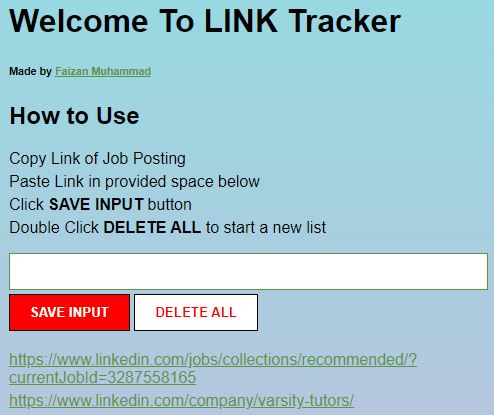 Welcome To LINK Tracker
Made by Faizan Muhammad
How to Use
Copy Link of Job Posting
Paste Link in provided space below
Click SAVE INPUT button
Double Click DELETE ALL to start a new list
SAVE INPUT DELETE ALL
https://www.linkedin.com/jobs/collections/recommended/?
currentJobId=3287558165
https://www.linkedin.com/company/varsity-tutors/